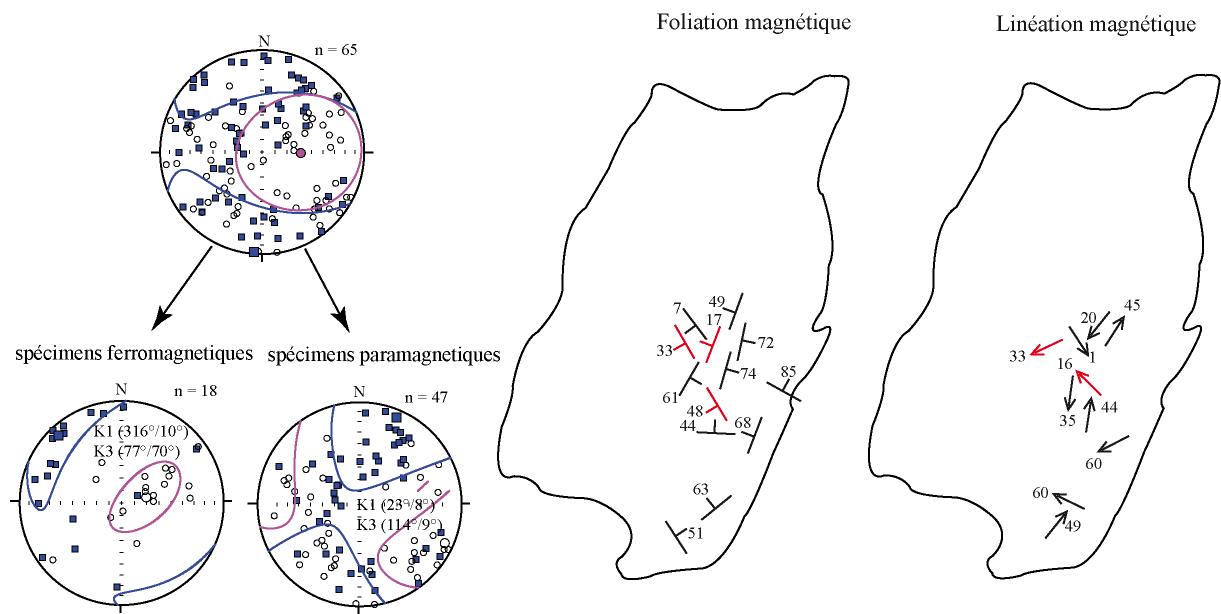 Foliation magnétique
Linéation magnétique
N
n = 65
spécimens ferromagnetiques
spécimens paramagnetiques
N
n = 18
K1 (316°/10°)
K3 (77°/70°)
N
n = 47
K1 (23°/8°)
K3 (114°/9°)
7
49
17
33
72
74
85
61
48
44
68
63
51
45
20
33
1
16
44
35
60
60
49